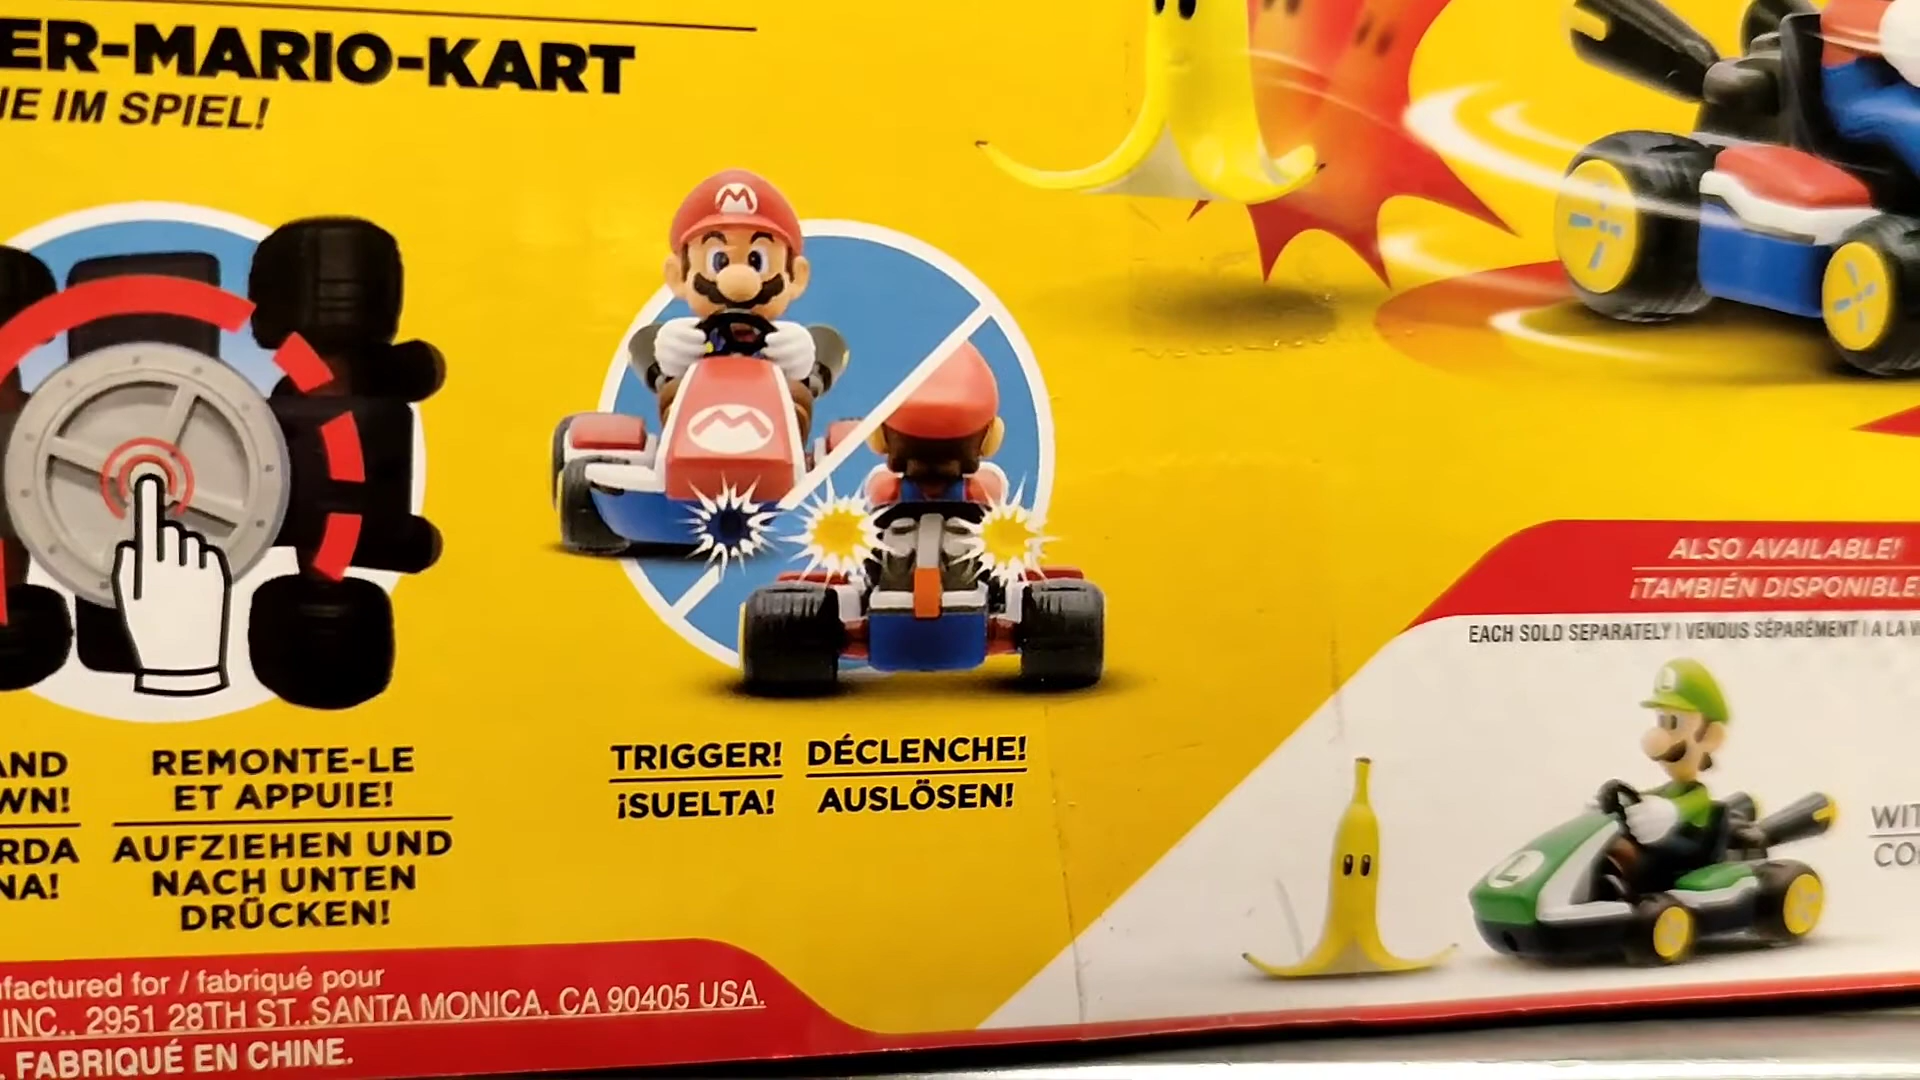 ER-MARIO-KART
IE IM SPIEL!
M
M
ALSO AVAILABLE!
¡TAMBIÉN DISPONIBLE!
EACH SOLD SEPARATELY | VENDUS SÉPARÉMENT | A LA V
L
L
WIT
CO
AND
WN!
RDA
NA!
REMONTE-LE
ET APPUIE!
AUFZIEHEN UND
NACH UNTEN
DRÜCKEN!
TRIGGER!
¡SUELTA!
DÉCLENCHE!
AUSLÖSEN!
factured for / fabriqué pour
INC., 2951 28TH ST.,SANTA MONICA, CA 90405 USA.
. FABRIQUÉ EN CHINE.